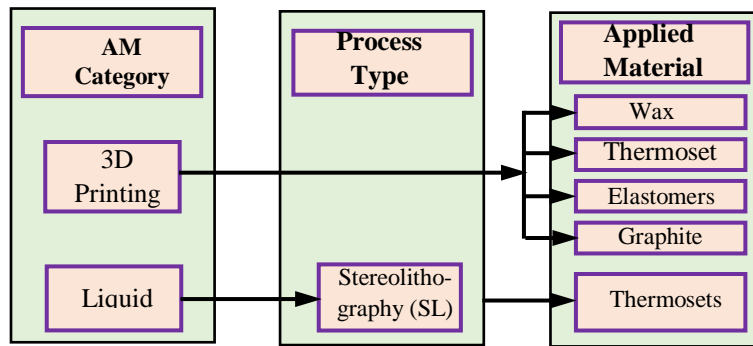 AM
Category
Process
Type
Applied
Material
3D
Printing
Wax
Thermoset
Elastomers
Graphite
Liquid
Stereolitho-
graphy (SL)
Thermosets